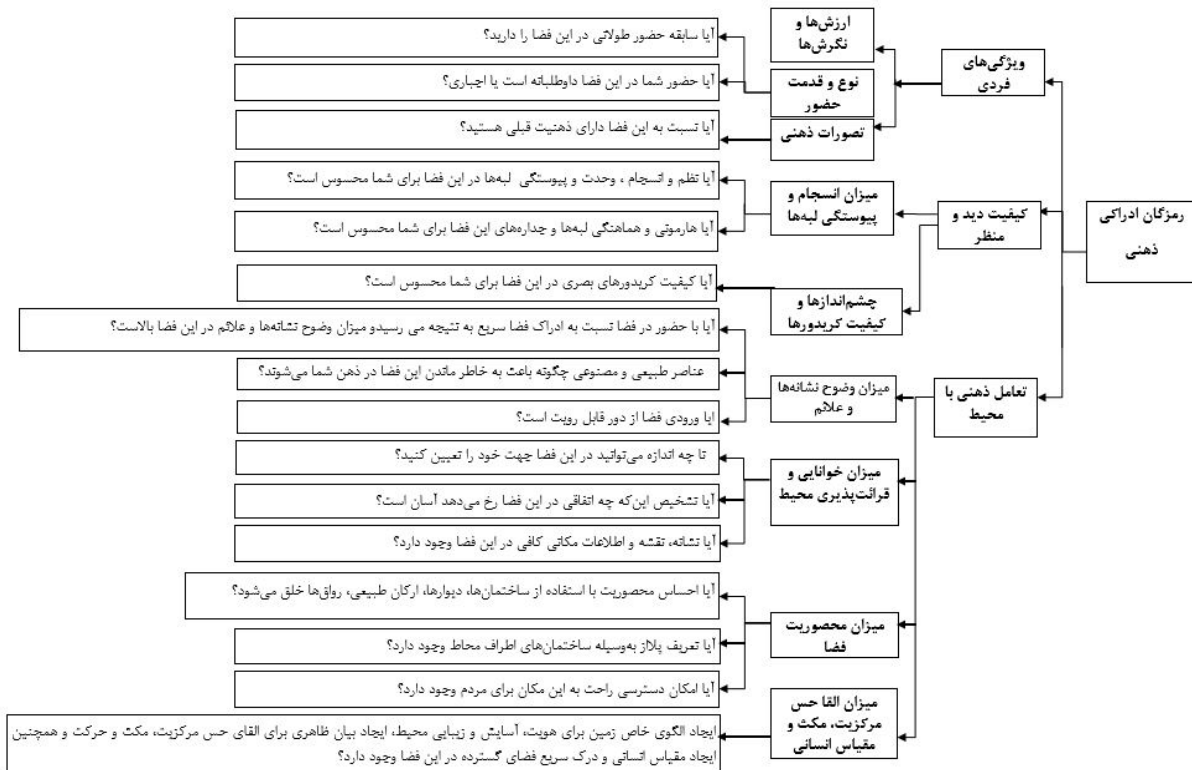 رمزگان ادراکی
ذهنی
ویژگی‌های
فردی
ارزش‌ها و
نگرش‌ها
نوع و قدمت
حضور
تصورات ذهنی
آیا سابقه حضور طولانی در این فضا را دارید؟
آیا حضور شما در این فضا داوطلبانه است یا اجباری؟
آیا نسبت به این فضا دارای ذهنیت قبلی هستید؟
کیفیت دید و
منظر
میزان انسجام و
پیوستگی لبه‌ها
آیا نظم و انسجام ، وحدت و پیوستگی لبه‌ها در این فضا برای شما محسوس است؟
آیا هارمونی و هماهنگی لبه‌ها و جداره‌های این فضا برای شما محسوس است؟
چشم‌اندازها و
کیفیت کریدورها
آیا کیفیت کریدورهای بصری در این فضا برای شما محسوس است؟
تعامل ذهنی با
محیط
میزان وضوح نشانه‌ها
و علائم
آیا با حضور در فضا نسبت به ادراک فضا سریع به نتیجه می رسیدو میزان وضوح نشانه‌ها و علائم در این فضا بالاست؟
عناصر طبیعی و مصنوعی چگونه باعث به خاطر ماندن این فضا در ذهن شما می‌شوند؟
ایا ورودی فضا از دور قابل رویت است؟
میزان خوانایی و
قرائت‌پذیری محیط
تا چه اندازه می‌توانید در این فضا جهت خود را تعیین کنید؟
آیا تشخیص این‌که چه اتفاقی در این فضا رخ می‌دهد آسان است؟
آیا نشانه، نقشه و اطلاعات مکانی کافی در این فضا وجود دارد؟
میزان محصوریت
فضا
آیا احساس محصوریت با استفاده از ساختمان‌ها، دیوارها، ارکان طبیعی، رواق‌ها خلق می‌شود؟
آیا تعریف پلاز به‌وسیله ساختمان‌های اطراف محاط وجود دارد؟
آیا امکان دسترسی راحت به این مکان برای مردم وجود دارد؟
میزان القا حس
مرکزیت، مکث و
مقیاس انسانی
ایجاد الگوی خاص زمین برای هویت، آسایش و زیبایی محیط، ایجاد بیان ظاهری برای القای حس مرکزیت، مکث و حرکت و همچنین
ایجاد مقیاس انسانی و درک سریع فضای گسترده در این فضا وجود دارد؟